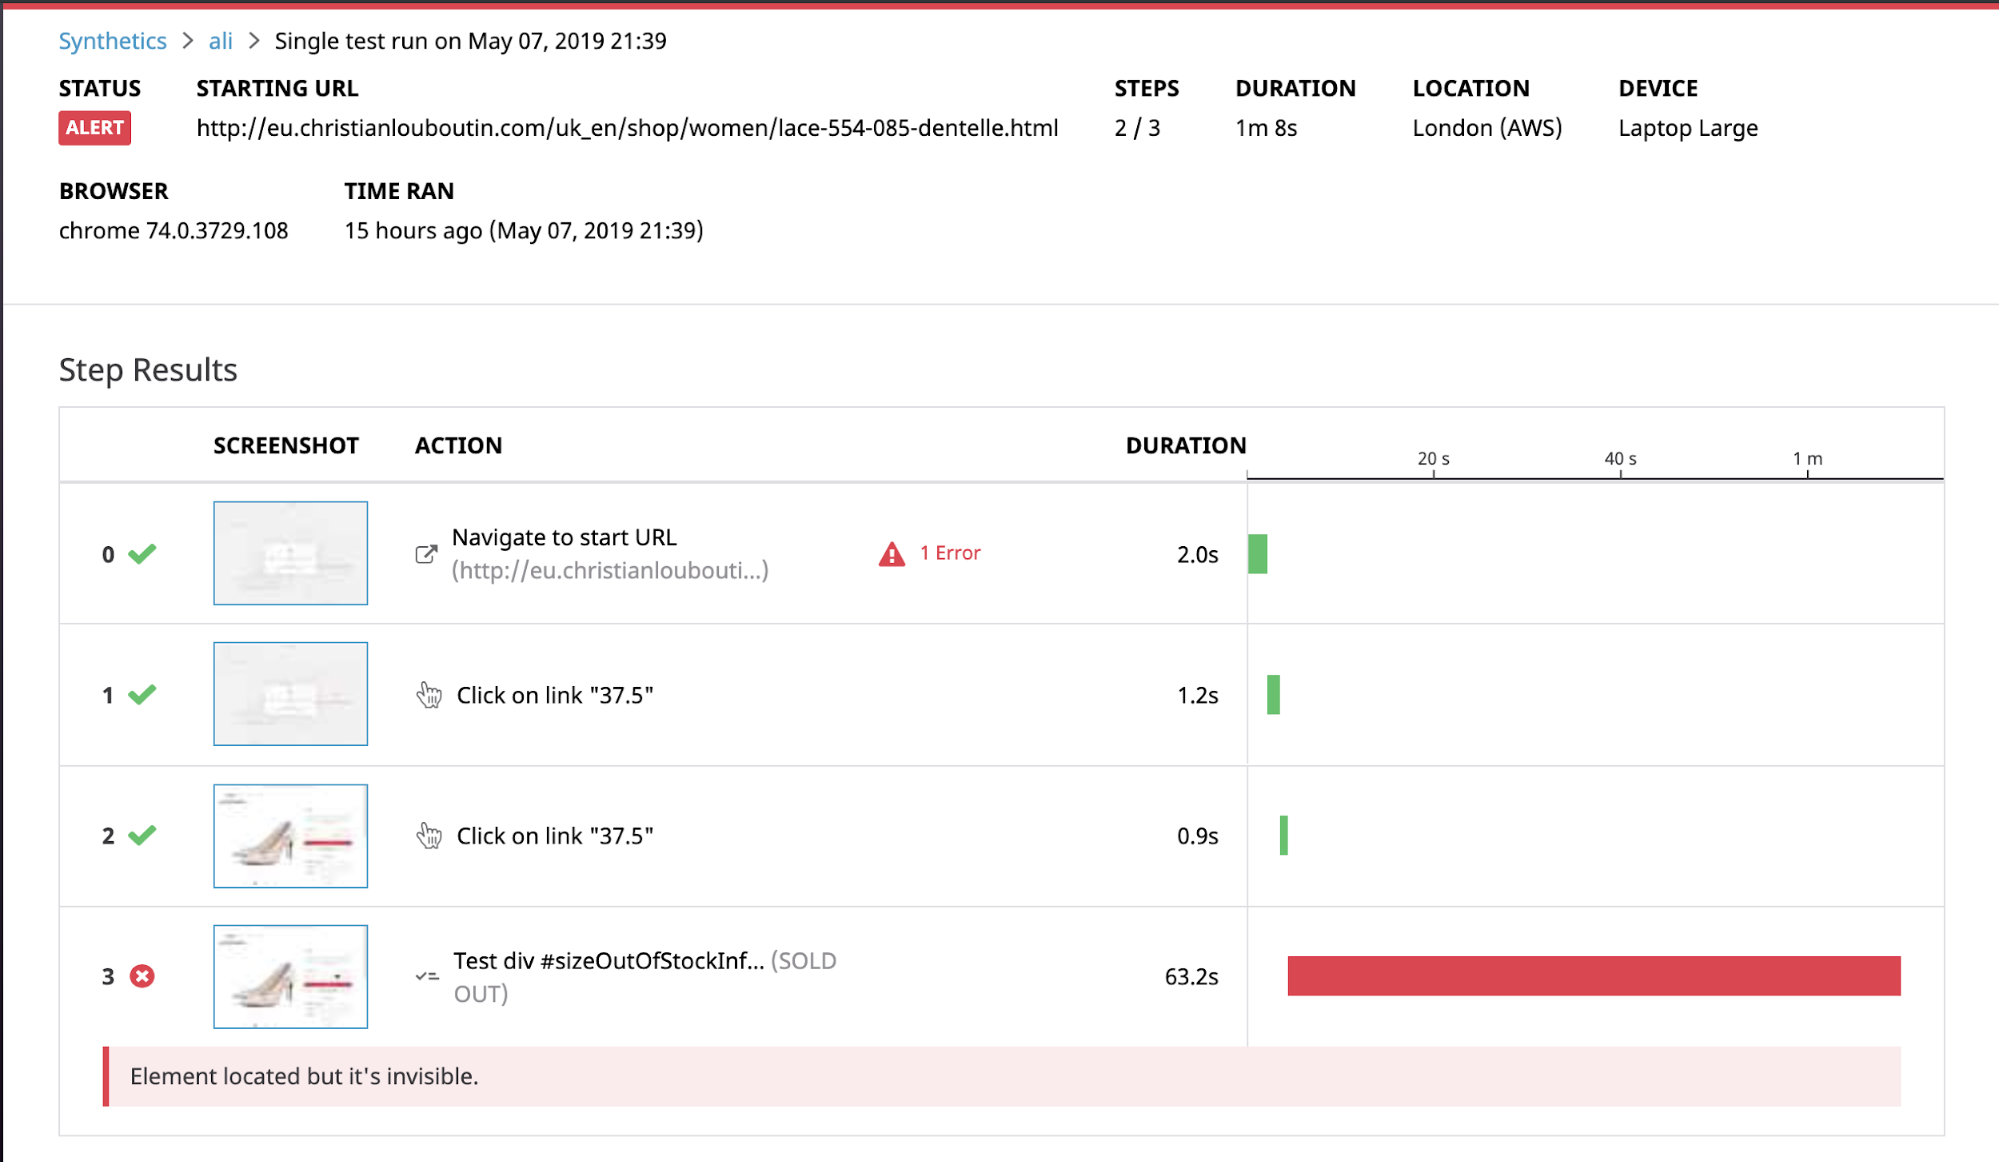 Synthetics > ali > Single test run on May 07, 2019 21:39
STATUS STARTING URL STEPS DURATION LOCATION DEVICE
ALERT http://eu.christianlouboutin.com/uk_en/shop/women/lace-554-085-dentelle.html 2 / 3 1m 8s London (AWS) Laptop Large
BROWSER TIME RAN
chrome 74.0.3729.108 15 hours ago (May 07, 2019 21:39)
Step Results
SCREENSHOT ACTION DURATION 20 s 40 s 1 m
0 Navigate to start URL 1 Error 2.0s
(http://eu.christianloubouti...)
1 Click on link "37.5" 1.2s
2 Click on link "37.5" 0.9s
3 Test div #sizeOutOfStockInf... (SOLD 63.2s
OUT)
Element located but it's invisible.